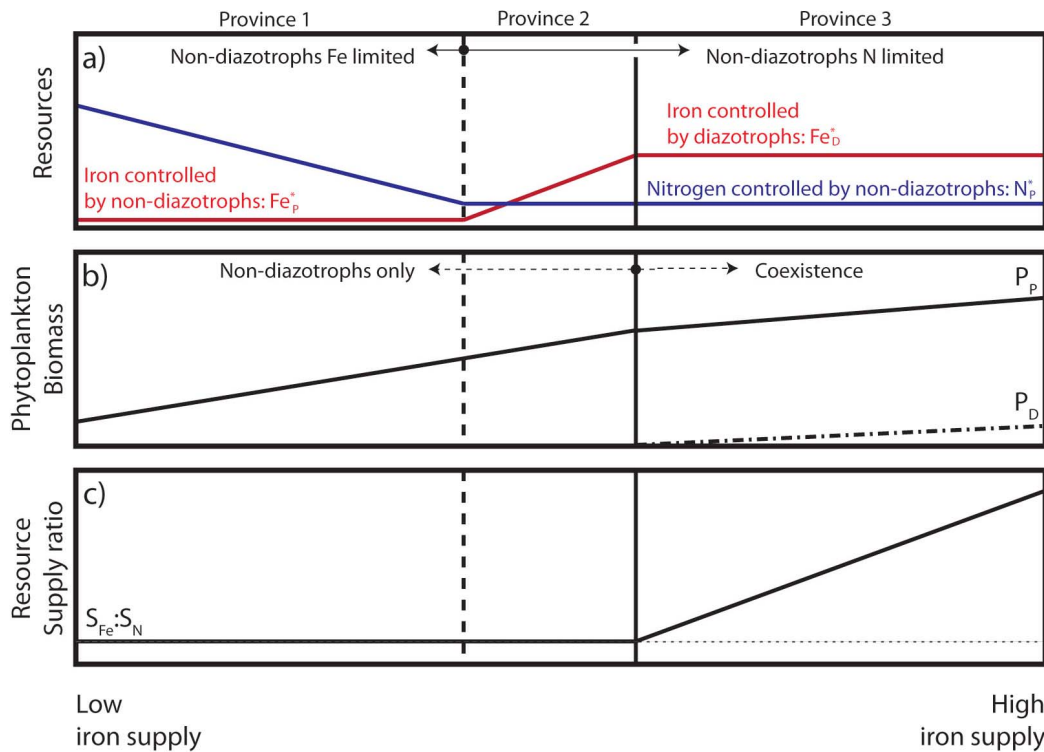 Province 1
Province 2
Province 3
a)
Non-diazotrophs Fe limited
Non-diazotrophs N limited
Resources
Iron controlled
by diazotrophs: Fe*D
Iron controlled
by non-diazotrophs: Fe*P
Nitrogen controlled by non-diazotrophs: N*P
b)
Non-diazotrophs only
Coexistence
Phytoplankton
Biomass
PP
PD
c)
Resource
Supply ratio
SFe:SN
Low
iron supply
High
iron supply